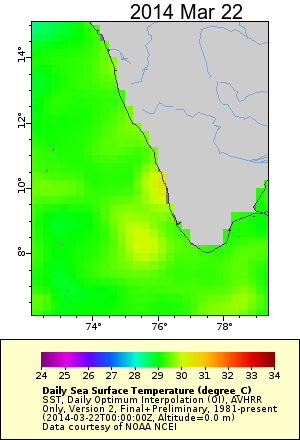 2014 Mar 22
14°
12°
10°
8°
74°
76°
78°
24 25 26 27 28 29 30 31 32 33 34
Daily Sea Surface Temperature (degree_C)
SST, Daily Optimum Interpolation (OI), AVHRR
Only, Version 2, Final+Preliminary, 1981-present
(2014-03-22T00:00:00Z, Altitude=0.0 m)
Data courtesy of NOAA NCEI